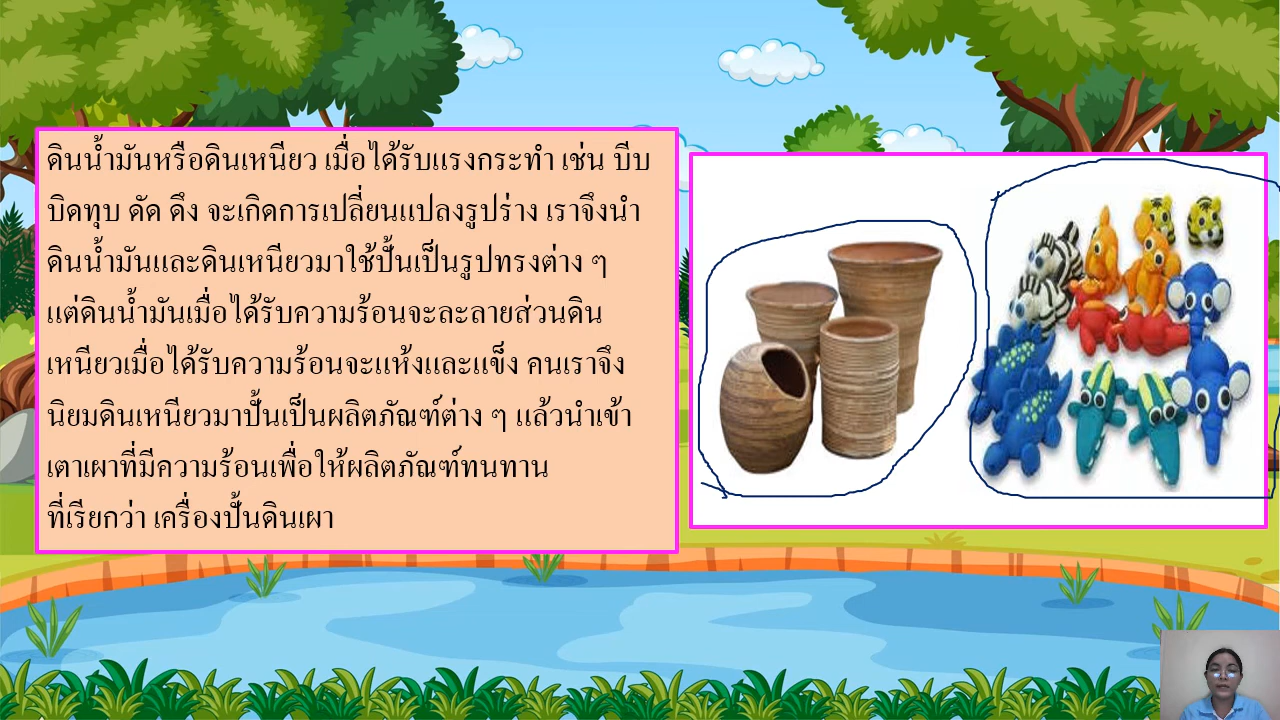 ดินน้ำมันหรือดินเหนียว เมื่อได้รับแรงกระทำ เช่น บีบ
บิดทุบ ดัด ดึง จะเกิดการเปลี่ยนแปลงรูปร่าง เราจึงนำ
ดินน้ำมันและดินเหนียวมาใช้ปั้นเป็นรูปทรงต่าง ๆ
แต่ดินน้ำมันเมื่อได้รับความร้อนจะละลายส่วนดิน
เหนียวเมื่อได้รับความร้อนจะแห้งและแข็ง คนเราจึง
นิยมดินเหนียวมาปั้นเป็นผลิตภัณฑ์ต่าง ๆ แล้วนำเข้า
เตาเผาที่มีความร้อนเพื่อให้ผลิตภัณฑ์ทนทาน
ที่เรียกว่า เครื่องปั้นดินเผา